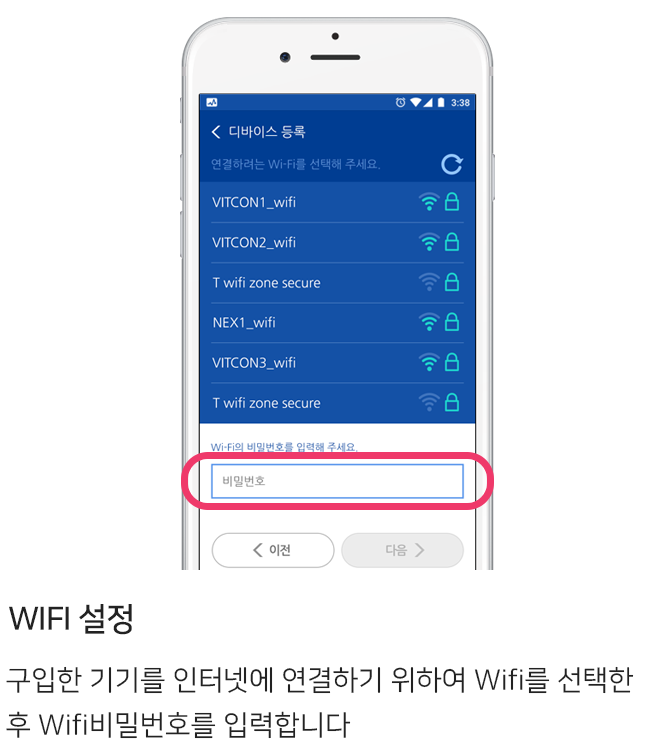 3:38
디바이스 등록
연결하려는 Wi-Fi를 선택해 주세요.
VITCON1_wifi
VITCON2_wifi
T wifi zone secure
NEX1_wifi
VITCON3_wifi
T wifi zone secure
Wi-Fi의 비밀번호를 입력해 주세요.
비밀번호
이전 다음
WIFI 설정
구입한 기기를 인터넷에 연결하기 위하여 Wifi를 선택한
후 Wifi비밀번호를 입력합니다